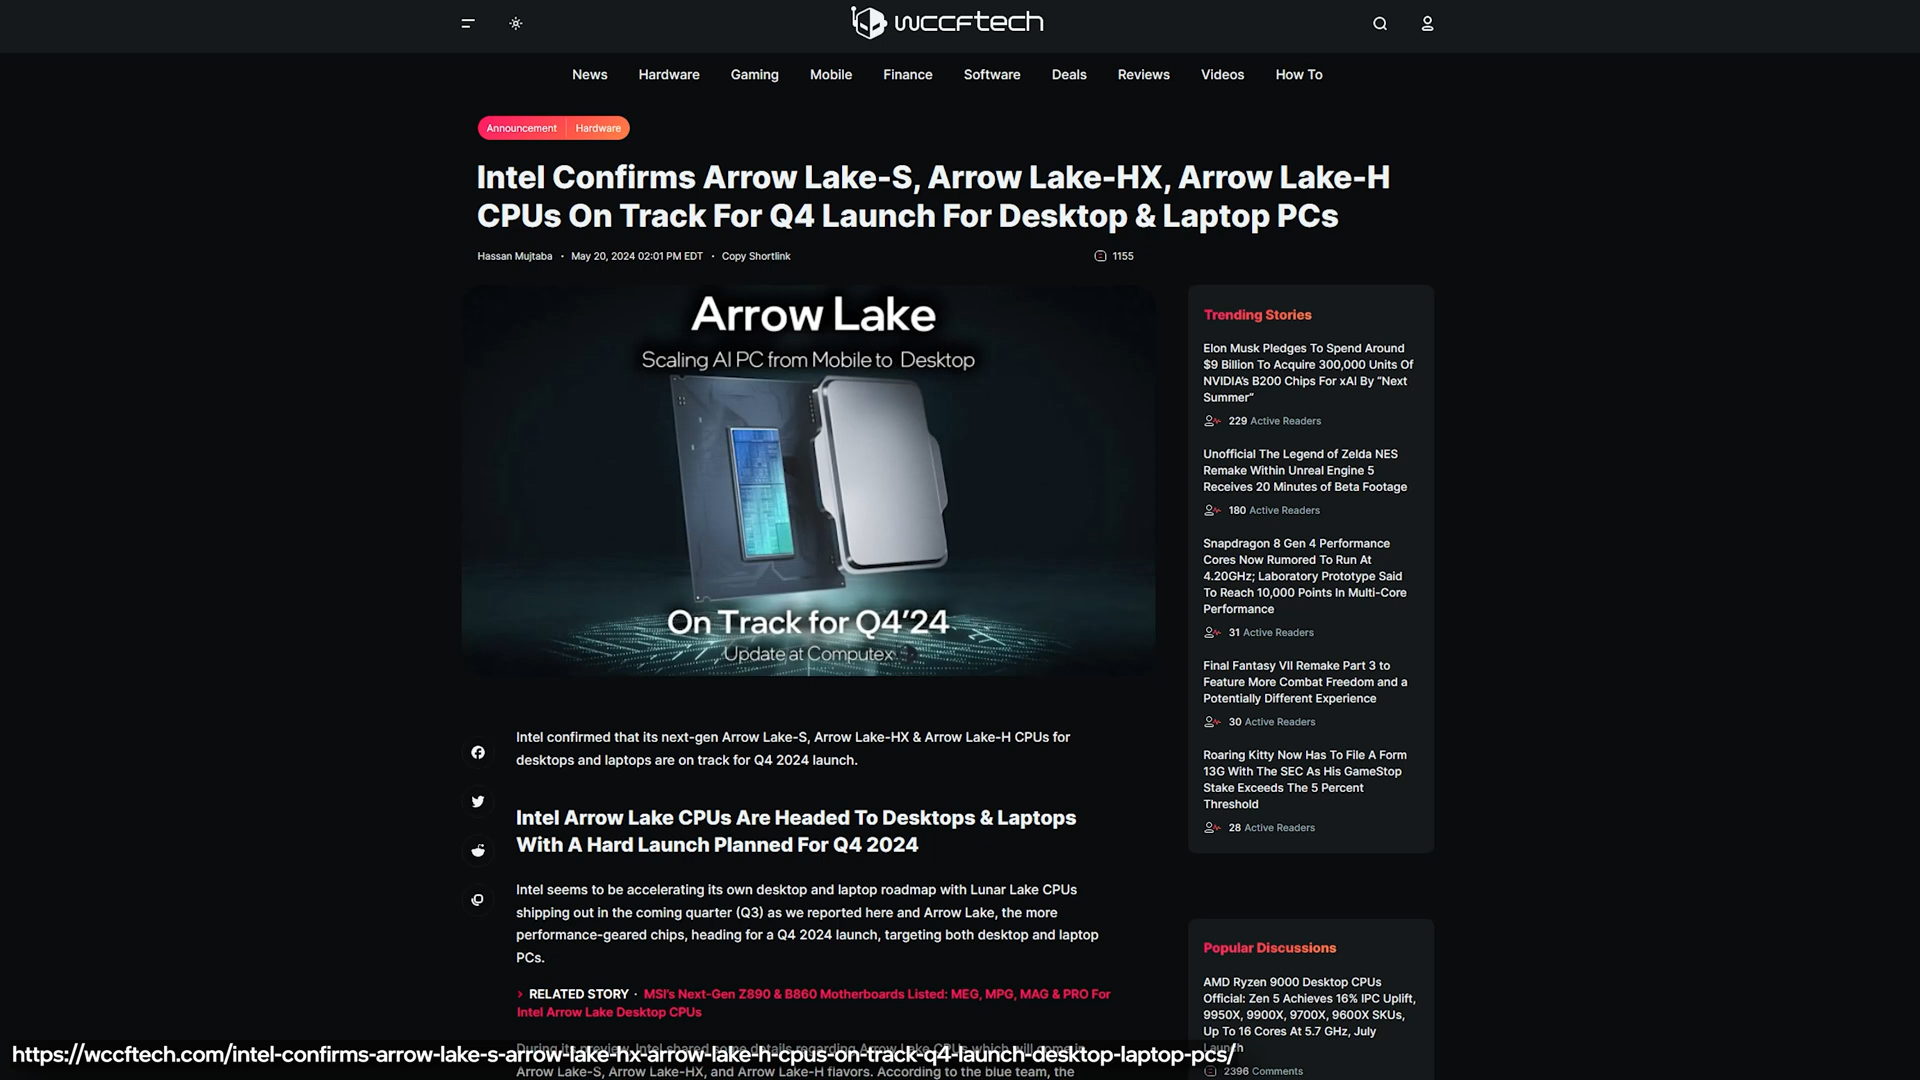 wccftech
News Hardware Gaming Mobile Finance Software Deals Reviews Videos How To
Announcement Hardware
Intel Confirms Arrow Lake-S, Arrow Lake-HX, Arrow Lake-H
CPUs On Track For Q4 Launch For Desktop & Laptop PCs
Hassan Mujtaba • May 20, 2024 02:01 PM EDT • Copy Shortlink
1155
Arrow Lake
Scaling AI PC from Mobile to Desktop
On Track for Q4'24
Update at Computex
Intel confirmed that its next-gen Arrow Lake-S, Arrow Lake-HX & Arrow Lake-H CPUs for
desktops and laptops are on track for Q4 2024 launch.
Intel Arrow Lake CPUs Are Headed To Desktops & Laptops
With A Hard Launch Planned For Q4 2024
Intel seems to be accelerating its own desktop and laptop roadmap with Lunar Lake CPUs
shipping out in the coming quarter (Q3) as we reported here and Arrow Lake, the more
performance-geared chips, heading for a Q4 2024 launch, targeting both desktop and laptop
PCs.
RELATED STORY · MSI's Next-Gen Z890 & B860 Motherboards Listed: MEG, MPG, MAG & PRO For
Intel Arrow Lake Desktop CPUs
During its preview, Intel shared some details regarding Arrow Lake CPUs which will come in
Arrow Lake-S, Arrow Lake-HX, and Arrow Lake-H flavors. According to the blue team, the
Trending Stories
Elon Musk Pledges To Spend Around
$9 Billion To Acquire 300,000 Units Of
NVIDIA's B200 Chips For xAI By “Next
Summer”
229 Active Readers
Unofficial The Legend of Zelda NES
Remake Within Unreal Engine 5
Receives 20 Minutes of Beta Footage
180 Active Readers
Snapdragon 8 Gen 4 Performance
Cores Now Rumored To Run At
4.20GHz; Laboratory Prototype Said
To Reach 10,000 Points In Multi-Core
Performance
31 Active Readers
Final Fantasy VII Remake Part 3 to
Feature More Combat Freedom and a
Potentially Different Experience
30 Active Readers
Roaring Kitty Now Has To File A Form
13G With The SEC As His GameStop
Stake Exceeds The 5 Percent
Threshold
28 Active Readers
Popular Discussions
AMD Ryzen 9000 Desktop CPUs
Official: Zen 5 Achieves 16% IPC Uplift,
9950X, 9900X, 9700X, 9600X SKUs,
Up To 16 Cores At 5.7 GHz, July
Launch
2396 Comments
https://wccftech.com/intel-confirms-arrow-lake-s-arrow-lake-hx-arrow-lake-h-cpus-on-track-q4-launch-desktop-laptop-pcs/